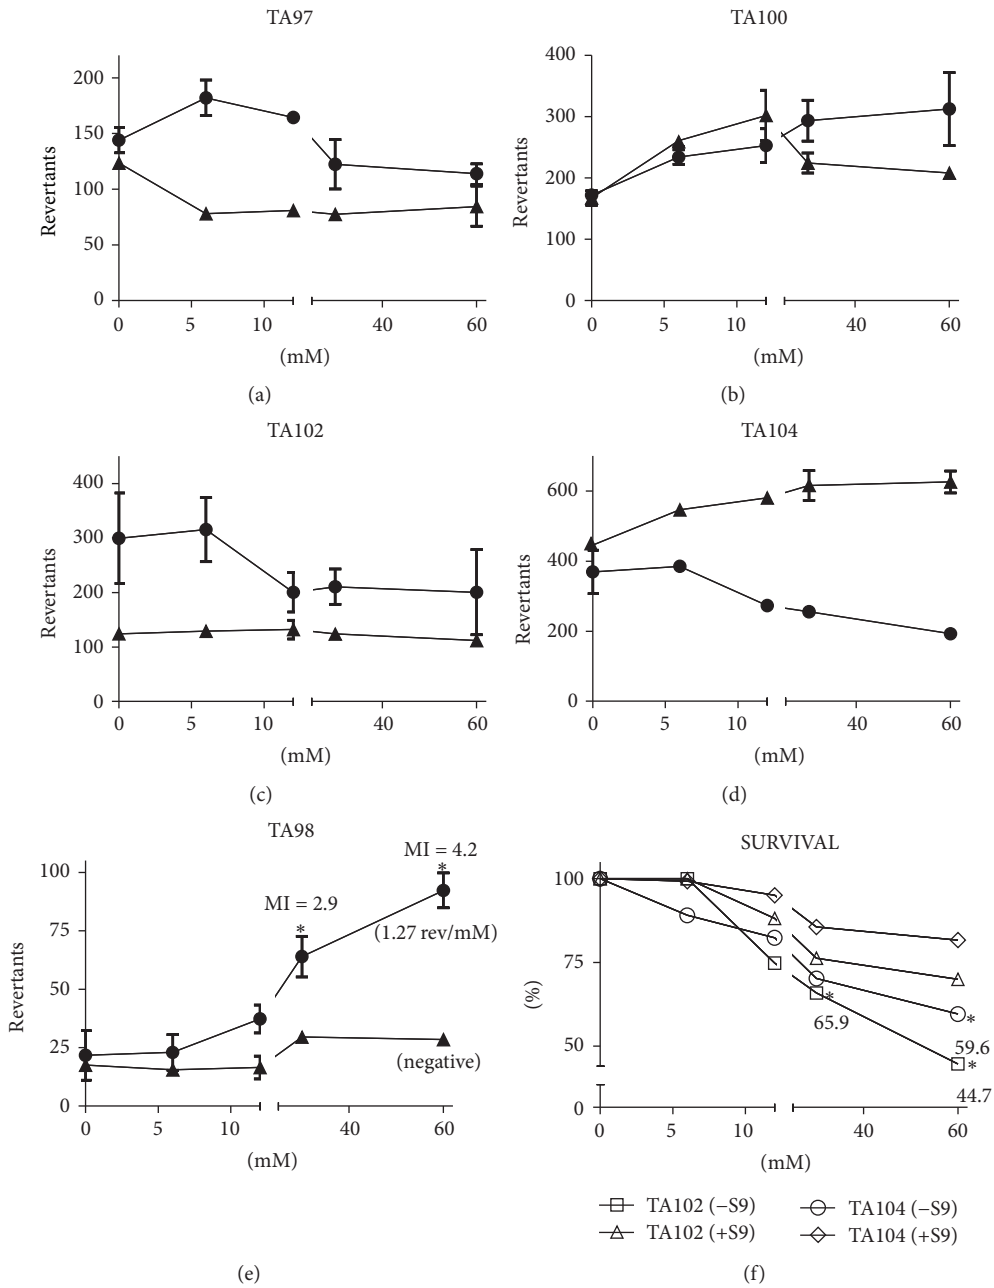 TA97
200
150
100
50
0
Revertants
0 5 10 40 60
(mM)
(a)
TA100
400
300
200
100
0
Revertants
0 5 10 40 60
(mM)
(b)
TA102
400
300
200
100
0
Revertants
0 5 10 40 60
(mM)
(c)
TA104
600
400
200
0
Revertants
0 5 10 40 60
(mM)
(d)
TA98
MI = 4.2
*
MI = 2.9
*
(1.27 rev/mM)
(negative)
100
75
50
25
0
Revertants
0 5 10 40 60
(mM)
(e)
SURVIVAL
100
75
50
0
(%)
*
65.9
*
59.6
*
44.7
0 5 10 40 60
(mM)
TA102 (−S9)
TA102 (+S9)
TA104 (−S9)
TA104 (+S9)
(f)